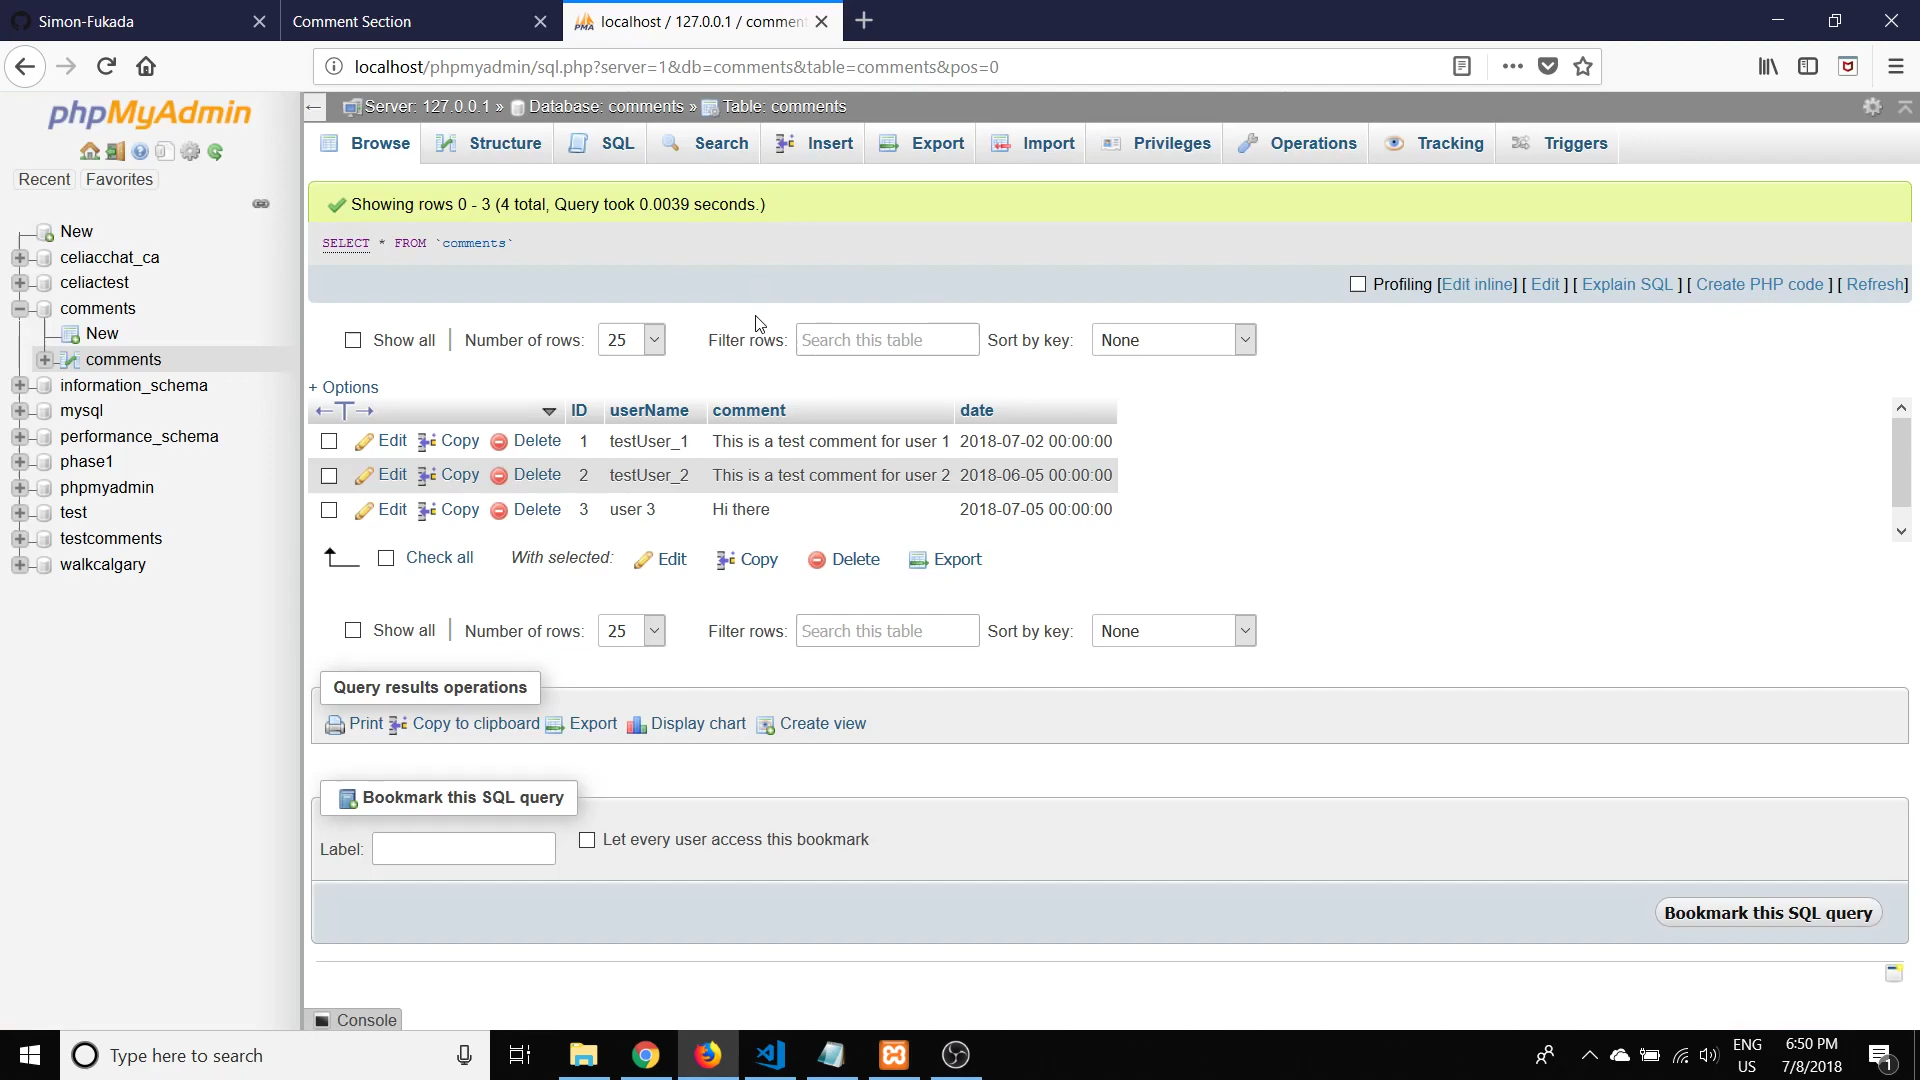 Simon-Fukada
Comment Section
localhost / 127.0.0.1 / commen
localhost/phpmyadmin/sql.php?server=1&db=comments&table=comments&pos=0
phpMyAdmin
Recent
Favorites
New
celiacchat_ca
celiactest
comments
New
comments
information_schema
mysql
performance_schema
phase1
phpmyadmin
test
testcomments
walkcalgary
Server: 127.0.0.1 » Database: comments » Table: comments
Browse Structure SQL Search Insert Export Import Privileges Operations Tracking Triggers
Showing rows 0 - 3 (4 total, Query took 0.0039 seconds.)
SELECT * FROM `comments`
Profiling [Edit inline] [ Edit ] [ Explain SQL ] [ Create PHP code ] [ Refresh]
Show all | Number of rows: 25 Filter rows: Search this table Sort by key: None
+ Options
←T→ ID userName comment date
Edit Copy Delete 1 testUser_1 This is a test comment for user 1 2018-07-02 00:00:00
Edit Copy Delete 2 testUser_2 This is a test comment for user 2 2018-06-05 00:00:00
Edit Copy Delete 3 user 3 Hi there 2018-07-05 00:00:00
Check all With selected: Edit Copy Delete Export
Show all | Number of rows: 25 Filter rows: Search this table Sort by key: None
Query results operations
Print Copy to clipboard Export Display chart Create view
Bookmark this SQL query
Label: Let every user access this bookmark
Bookmark this SQL query
Console
Type here to search
ENG
US
6:50 PM
7/8/2018
1